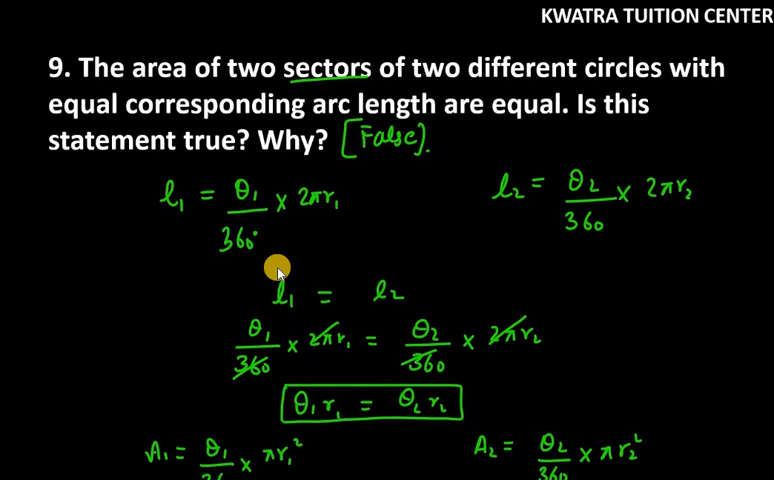 KWATRA TUITION CENTER
9. The area of two sectors of two different circles with
equal corresponding arc length are equal. Is this
statement true? Why? [False].
l₁ = θ₁/360° × 2πr₁
l₂ = θ₂/360 × 2πr₂
l₁ = l₂
θ₁/360 × 2πr₁ = θ₂/360 × 2πr₂
θ₁r₁ = θ₂r₂
A₁ = θ₁/36 × πr₁²
A₂ = θ₂/360 × πr₂²